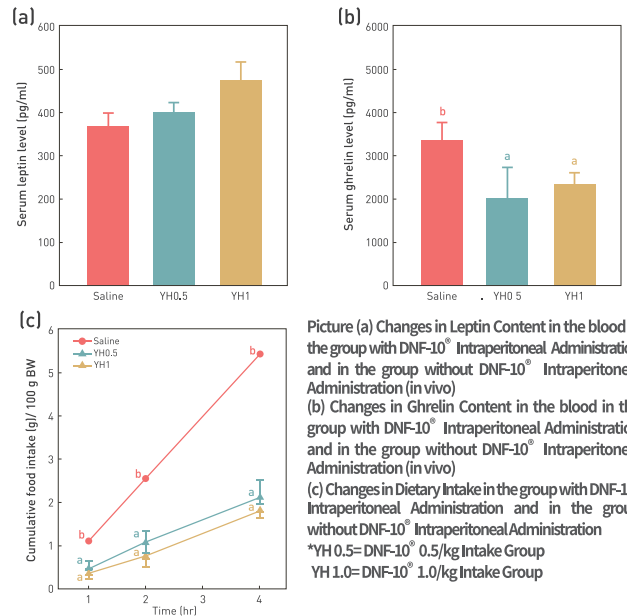 (a)
600
500
400
300
200
100
0
Serum leptin level (pg/ml)
Saline
YH0.5
YH1
(b)
6000
5000
4000
3000
2000
1000
0
Serum ghrelin level (pg/ml)
b
a
a
Saline
. YH0 5
YH1
(c)
Saline
YH0.5
YH1
6
5
4
3
2
1
0
Cumulative food intake (g)/ 100 g BW
b
b
b
a
a
a
a
a
a
1
2
3
4
Time (hr)
Picture (a) Changes in Leptin Content in the blood
the group with DNF-10® Intraperitoneal Administratio
and in the group without DNF-10® Intraperitone
Administration (in vivo)
(b) Changes in Ghrelin Content in the blood in th
group with DNF-10® Intraperitoneal Administratio
and in the group without DNF-10® Intraperitone
Administration (in vivo)
(c) Changes in Dietary Intake in the group with DNF-1
Intraperitoneal Administration and in the grou
without DNF-10® Intraperitoneal Administration
*YH 0.5= DNF-10® 0.5/kg Intake Group
YH 1.0= DNF-10® 1.0/kg Intake Group